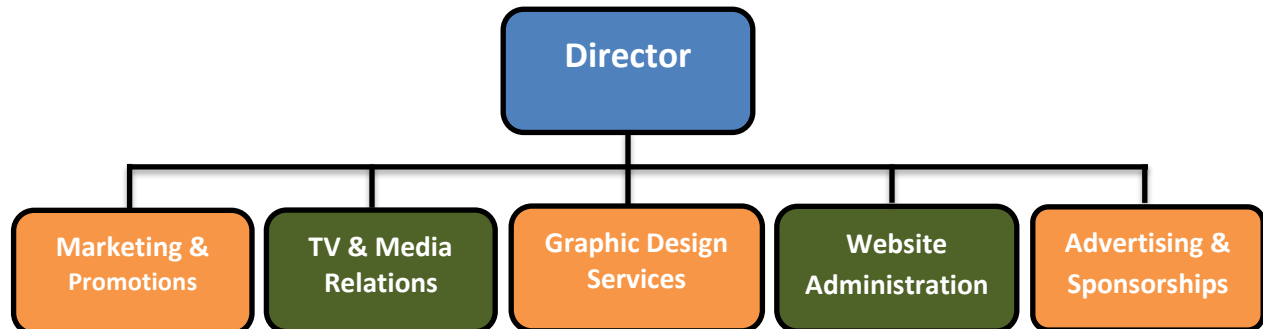 Director
Marketing &
Promotions
TV & Media
Relations
Graphic Design
Services
Website
Administration
Advertising &
Sponsorships